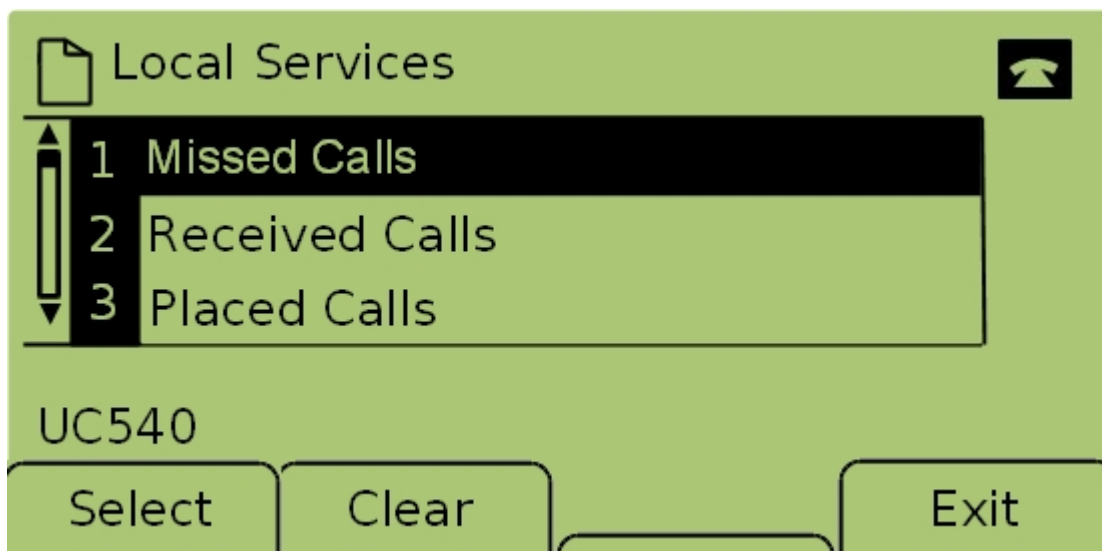 Local Services
1 Missed Calls
2 Received Calls
3 Placed Calls
UC540
Select Clear Exit